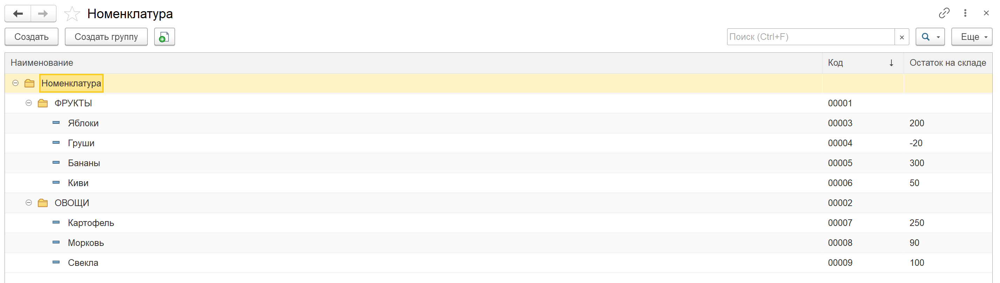 Номенклатура
Создать Создать группу Поиск (Ctrl+F) Еще
Наименование Код ↓ Остаток на складе
Номенклатура
ФРУКТЫ 00001
Яблоки 00003 200
Груши 00004 -20
Бананы 00005 300
Киви 00006 50
ОВОЩИ 00002
Картофель 00007 250
Морковь 00008 90
Свекла 00009 100